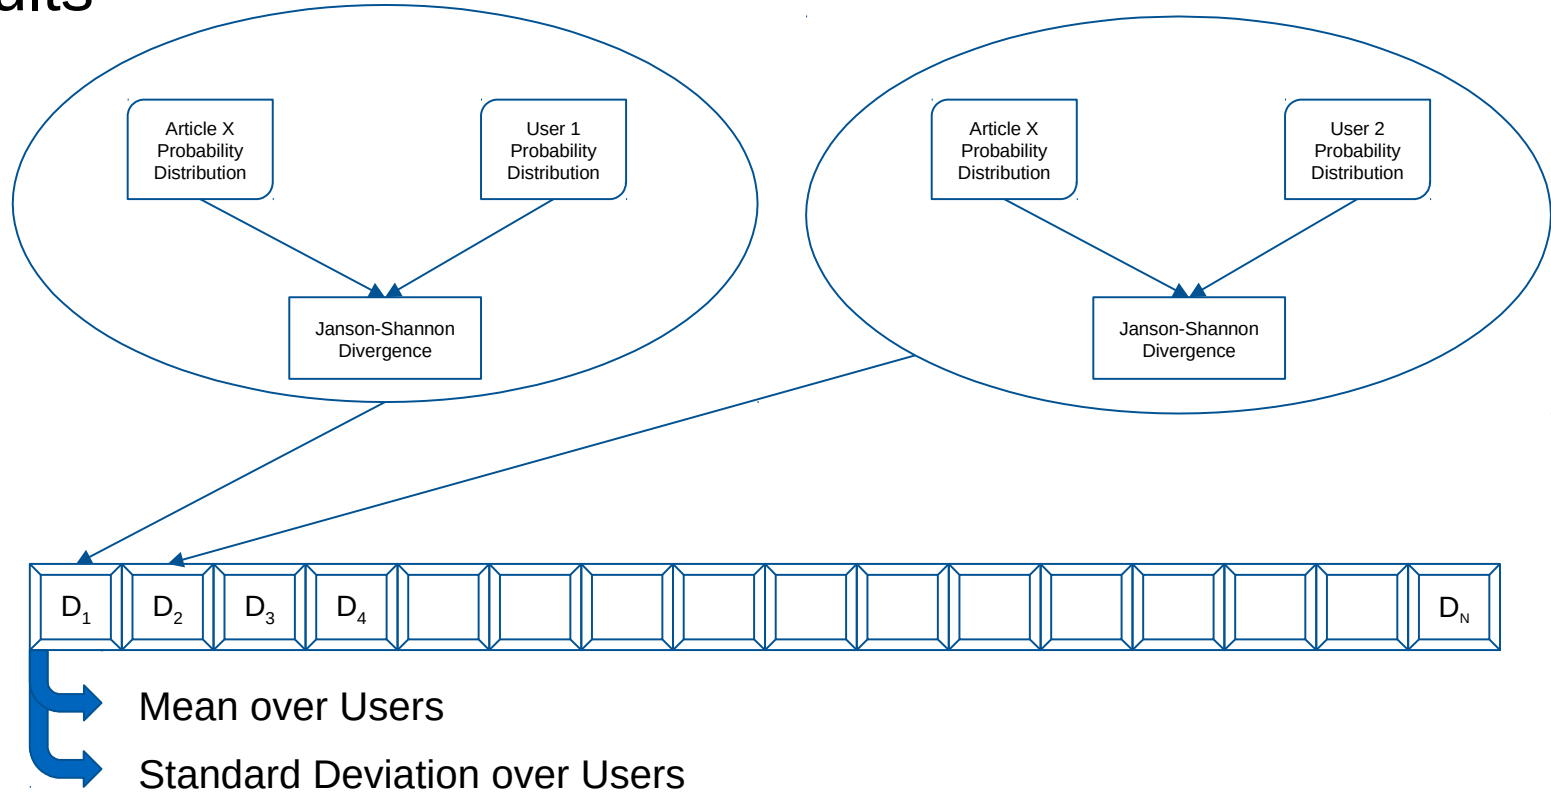 Article X
Probability
Distribution
User 1
Probability
Distribution
Janson-Shannon
Divergence
Article X
Probability
Distribution
User 2
Probability
Distribution
Janson-Shannon
Divergence
D1 D2 D3 D4 DN
Mean over Users
Standard Deviation over Users